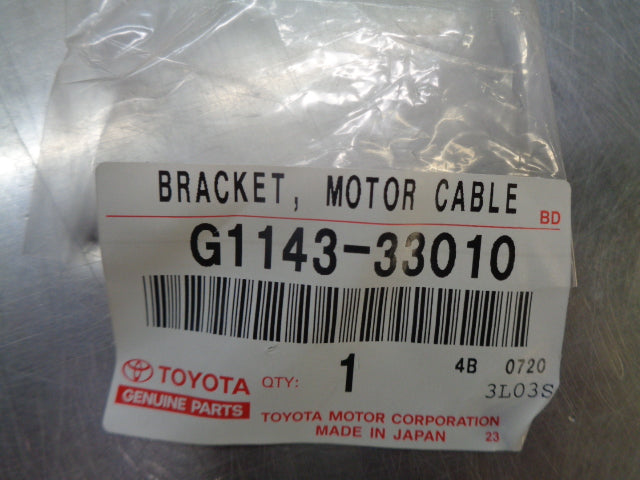 BRACKET, MOTOR CABLE
BD
G1143-33010
TOYOTA
GENUINE PARTS
QTY: 1
4B 0720
3L03S
TOYOTA MOTOR CORPORATION
MADE IN JAPAN 23